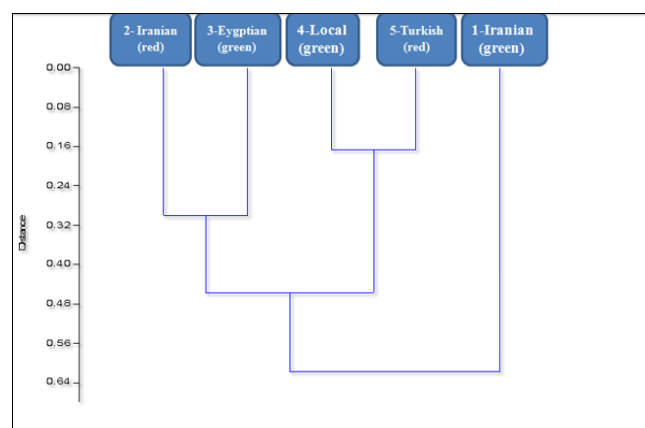 2- Iranian
(red)
3-Eygptian
(green)
4-Local
(green)
5-Turkish
(red)
1-Iranian
(green)
0.00
0.08
0.16
0.24
0.32
0.40
0.48
0.56
0.64
Distance